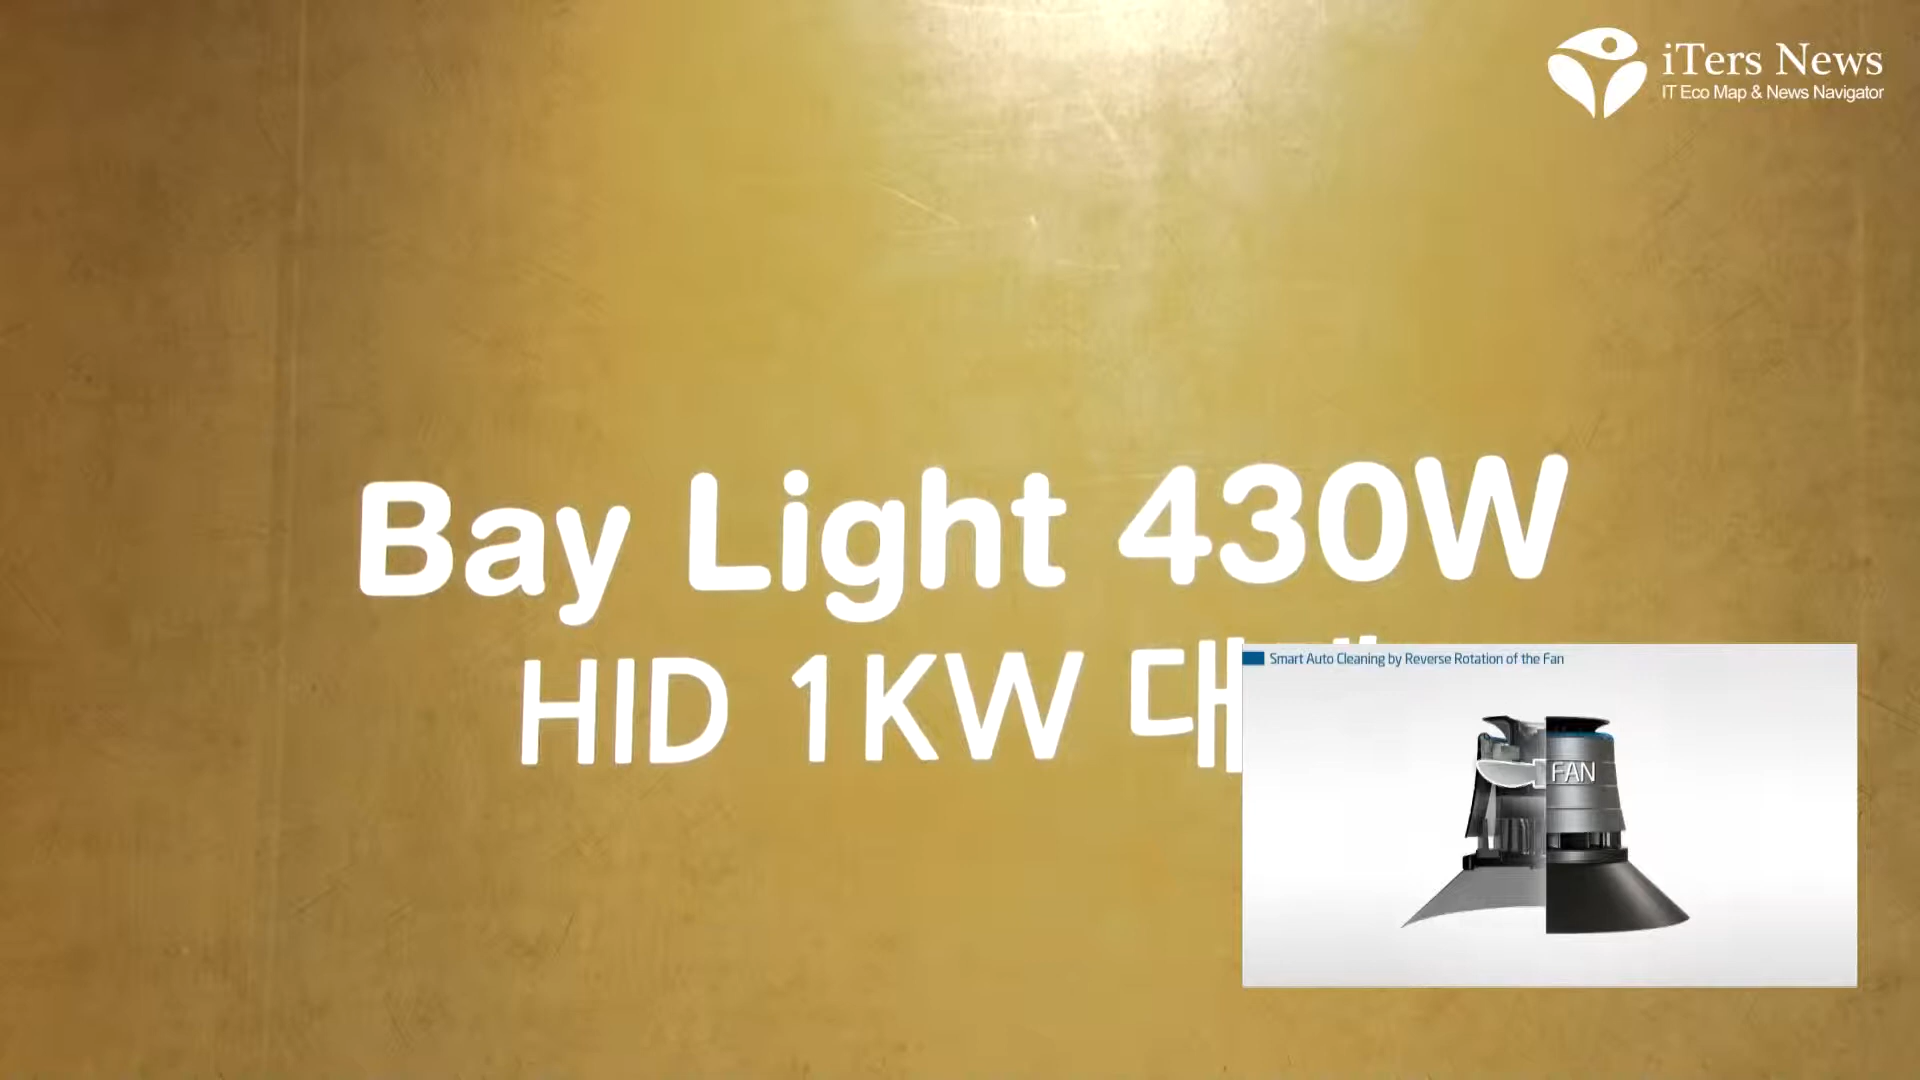 iTers News
IT Eco Map & News Navigator
Bay Light 430W
HID 1KW
Smart Auto Cleaning by Reverse Rotation of the Fan
FAN